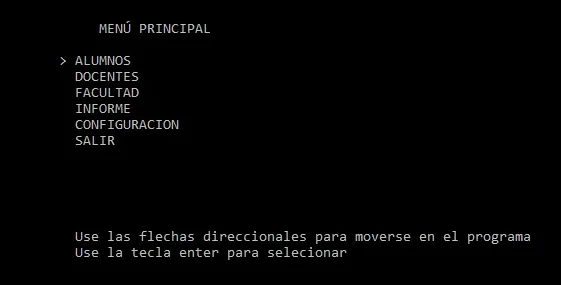 MENÚ PRINCIPAL
> ALUMNOS
DOCENTES
FACULTAD
INFORME
CONFIGURACION
SALIR
Use las flechas direccionales para moverse en el programa
Use la tecla enter para selecionar